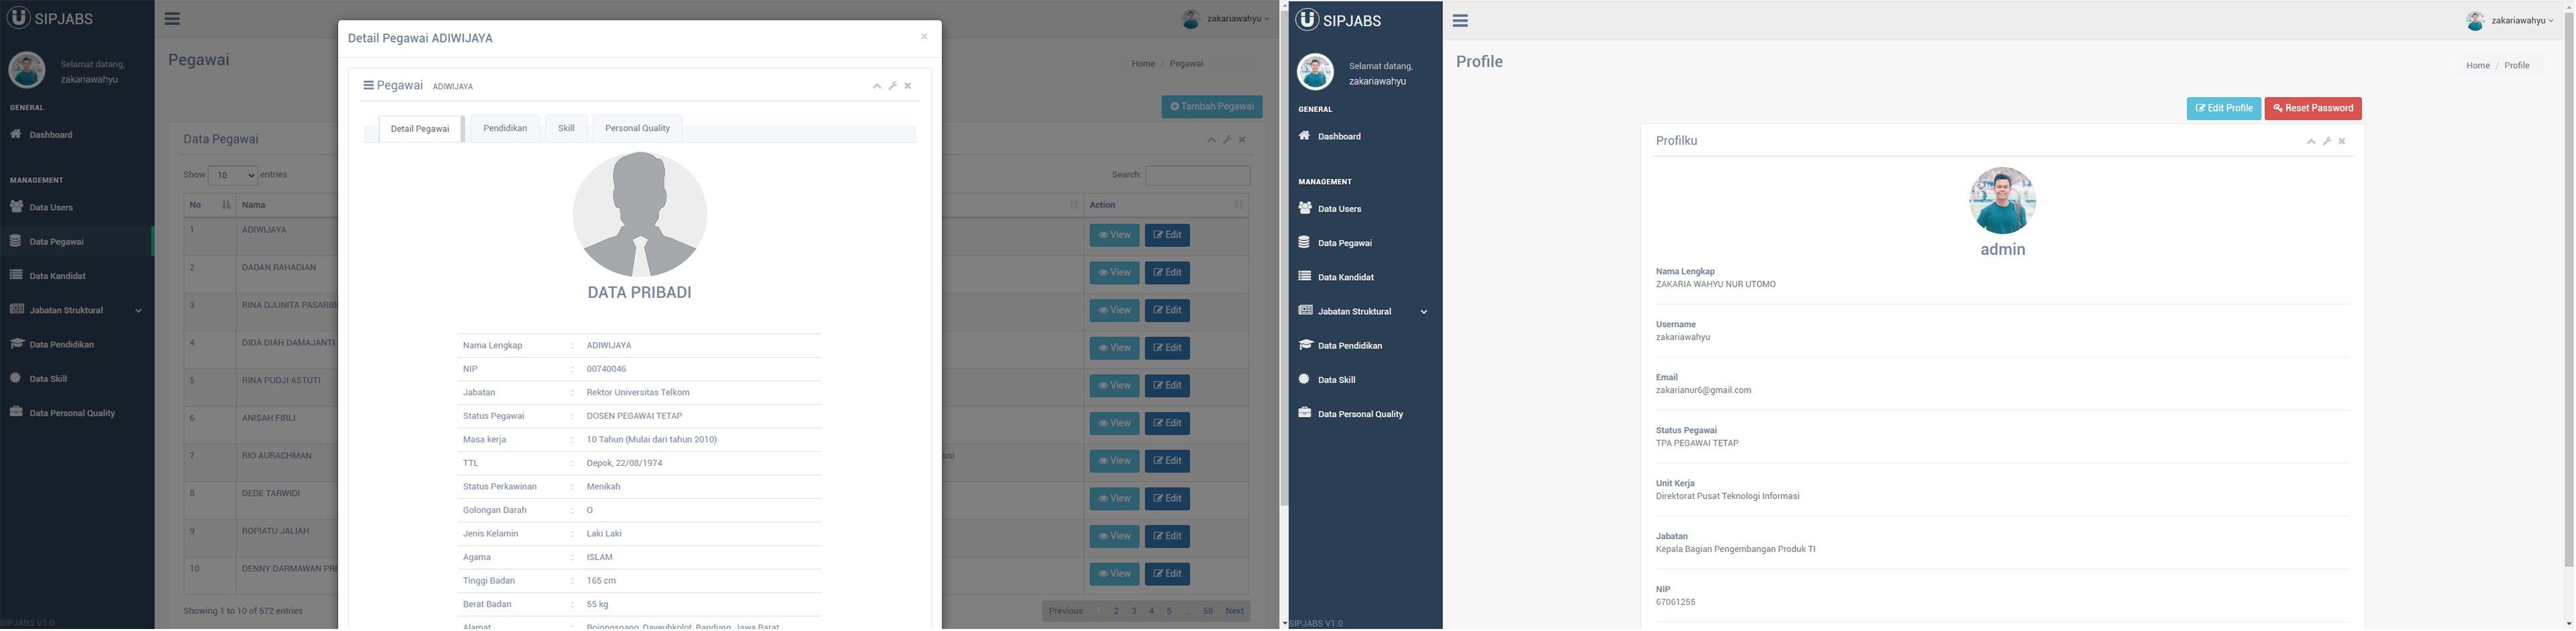 SIPJABS
Selamat datang,
zakariawahyu
GENERAL
Dashboard
MANAGEMENT
Data Users
Data Pegawai
Data Kandidat
Jabatan Struktural
Data Pendidikan
Data Skill
Data Personal Quality
SIPJABS V1.0
zakariawahyu
Pegawai
Home / Pegawai
Tambah Pegawai
Data Pegawai
Show 10 entries
Search:
No Nama Action
1 ADIWIJAYA View Edit
2 DADAN RAHADIAN View Edit
3 RINA DJUNITA PASARIB View Edit
4 DIDA DIAH DAMAJANTI View Edit
5 RINA PUDJI ASTUTI View Edit
6 ANISAH FIRLI View Edit
7 RIO AURACHMAN usi View Edit
8 DEDE TARWIDI View Edit
9 ROPIATU JALIAH View Edit
10 DENNY DARMAWAN PRI View Edit
Showing 1 to 10 of 572 entries
Previous 1 2 3 4 5 ... 58 Next
Detail Pegawai ADIWIJAYA
×
Pegawai ADIWIJAYA
Detail Pegawai Pendidikan Skill Personal Quality
DATA PRIBADI
Nama Lengkap : ADIWIJAYA
NIP : 00740046
Jabatan : Rektor Universitas Telkom
Status Pegawai : DOSEN PEGAWAI TETAP
Masa kerja : 10 Tahun (Mulai dari tahun 2010)
TTL : Depok, 22/08/1974
Status Perkawinan : Menikah
Golongan Darah : O
Jenis Kelamin : Laki Laki
Agama : ISLAM
Tinggi Badan : 165 cm
Berat Badan : 55 kg
Alamat : Bojongsoang, Dayeuhkolot, Bandung, Jawa Barat
SIPJABS
Selamat datang,
zakariawahyu
GENERAL
Dashboard
MANAGEMENT
Data Users
Data Pegawai
Data Kandidat
Jabatan Struktural
Data Pendidikan
Data Skill
Data Personal Quality
SIPJABS V1.0
zakariawahyu
Profile
Home / Profile
Edit Profile Reset Password
Profilku
admin
Nama Lengkap
ZAKARIA WAHYU NUR UTOMO
Username
zakariawahyu
Email
zakarianur6@gmail.com
Status Pegawai
TPA PEGAWAI TETAP
Unit Kerja
Direktorat Pusat Teknologi Informasi
Jabatan
Kepala Bagian Pengembangan Produk TI
NIP
67061255